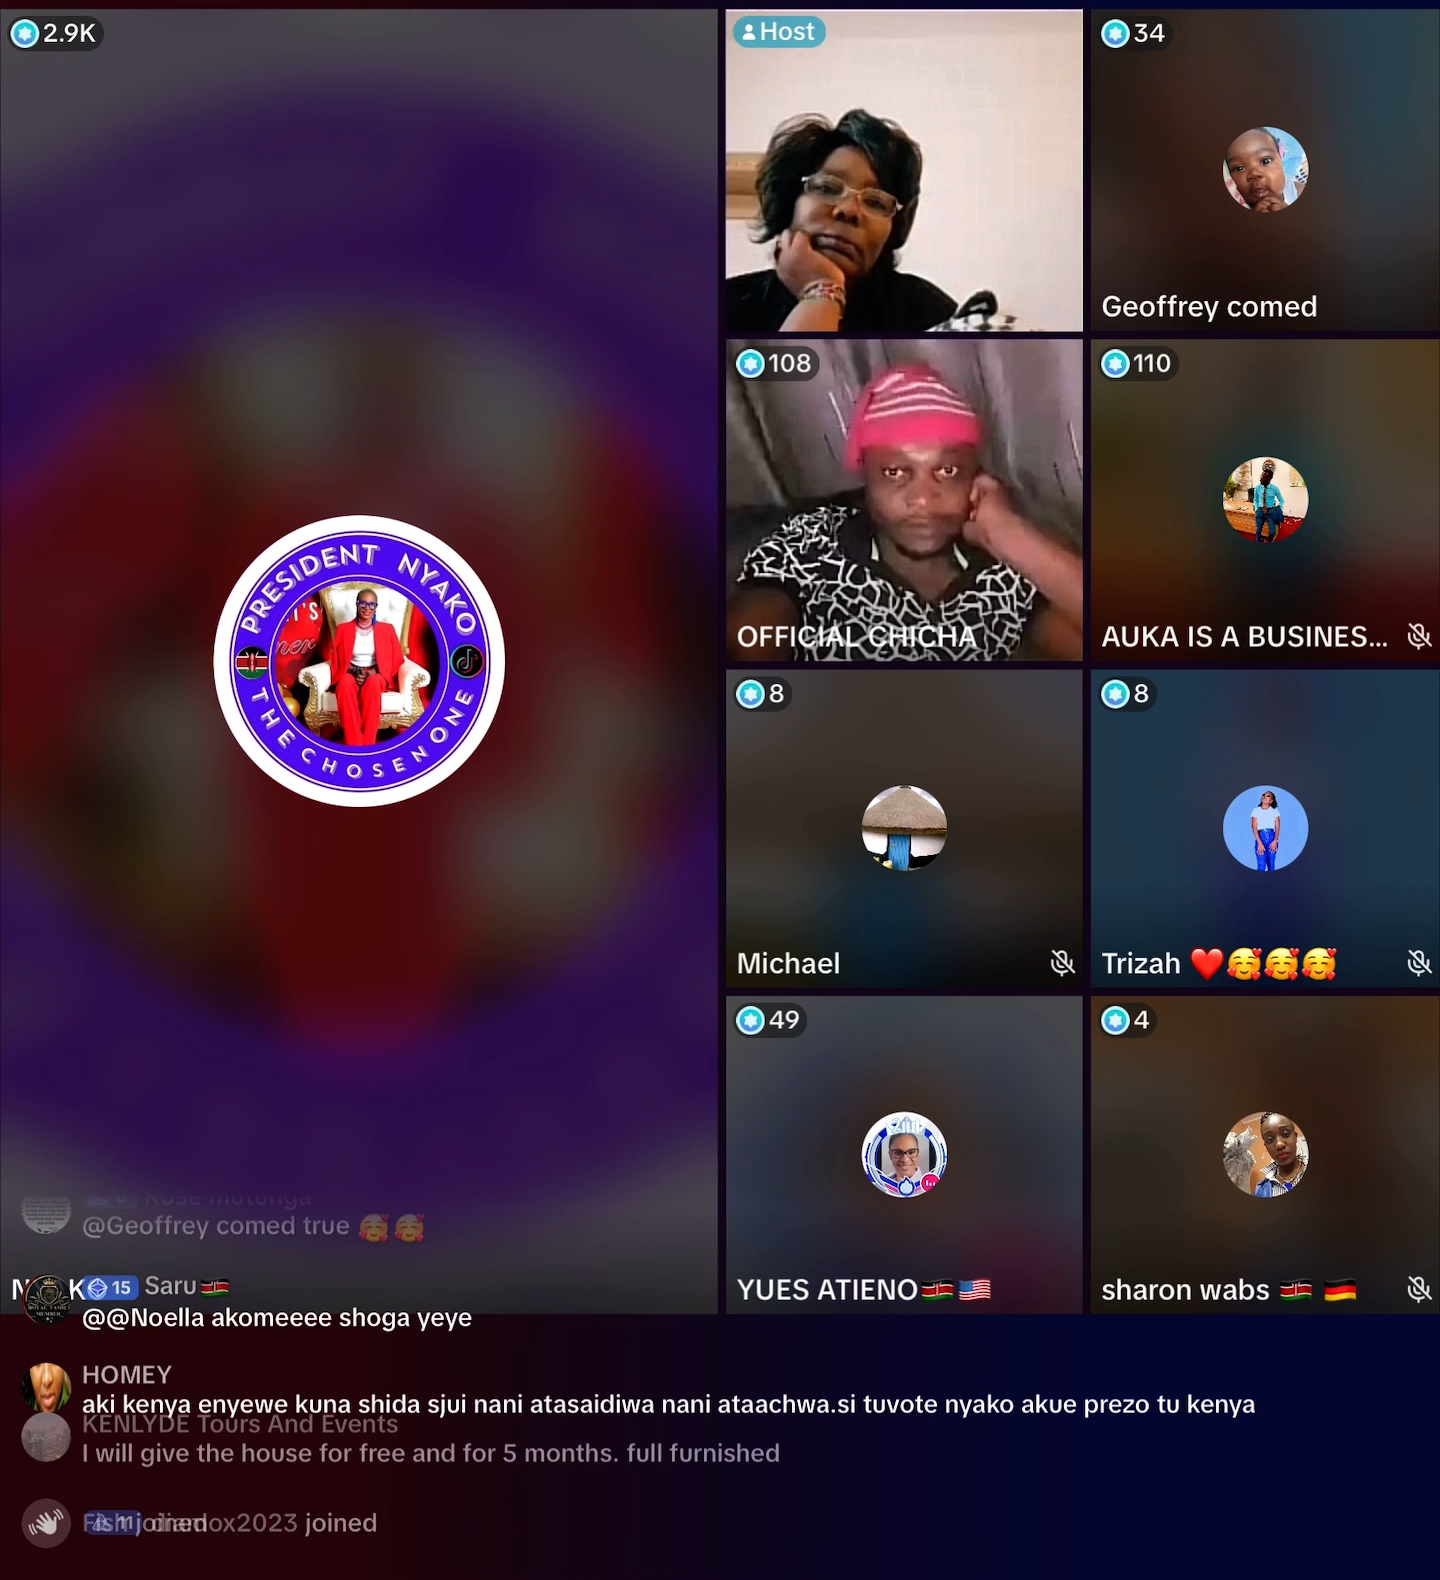 2.9K
PRESIDENT NYAKO
THE CHOSEN ONE
Host
34
Geoffrey comed
108
OFFICIAL CHICHA
110
AUKA IS A BUSINES...
8
Michael
8
Trizah ❤️🥰🥰🥰
49
YUES ATIENO🇰🇪🇺🇸
4
sharon wabs 🇰🇪 🇩🇪
Rose mutunga
@Geoffrey comed true 🥰 🥰
15 Saru🇰🇪
@@Noella akomeeee shoga yeye
HOMEY
aki kenya enyewe kuna shida sjui nani atasaidiwa nani ataachwa.si tuvote nyako akue prezo tu kenya
KENLYDE Tours And Events
I will give the house for free and for 5 months. full furnished
joined